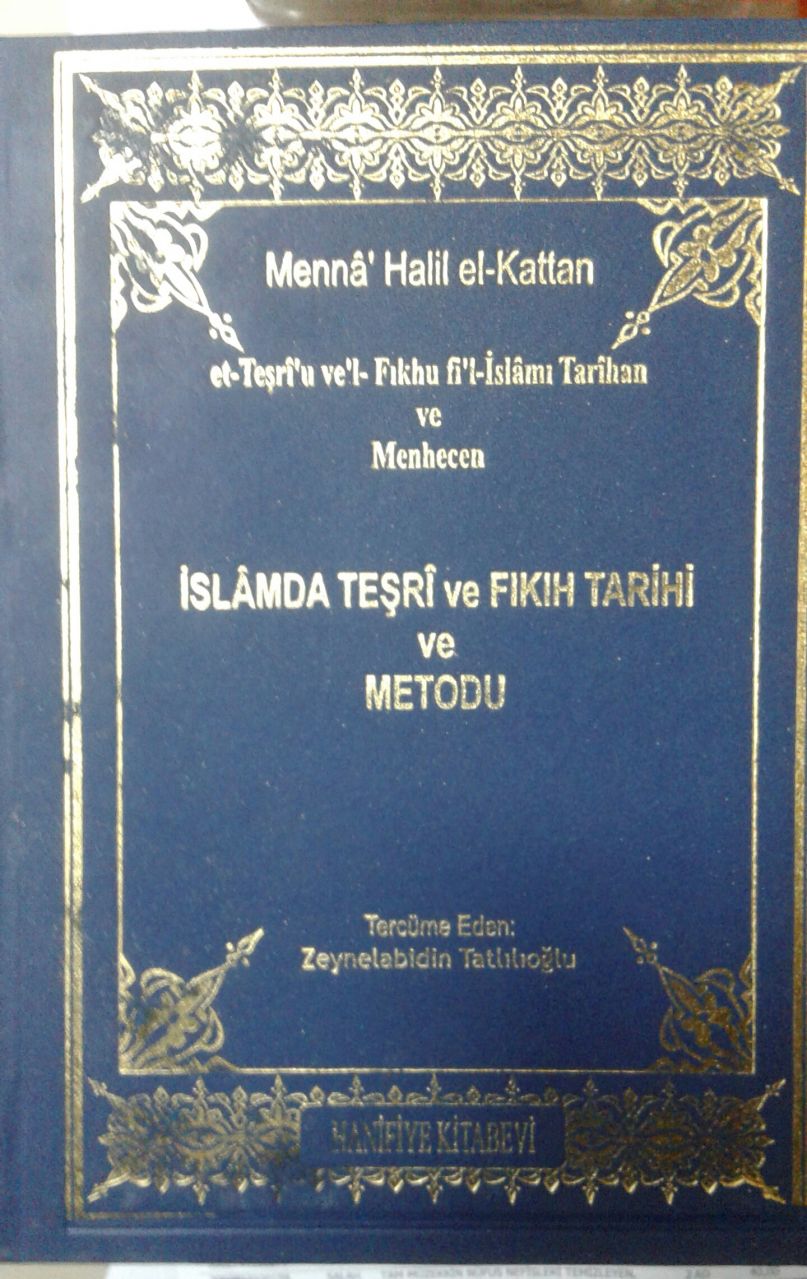 Mennâ' Halil el-Kattan
et-Teşrî'u ve'l- Fıkhu fi'l-İslâmı Tarîhan
ve
Menhecen
İSLÂMDA TEŞRÎ ve FIKIH TARİHİ
ve
METODU
Tercüme Eden:
Zeynelabidin Tatlılıoğlu
HANİFİYE KİTABEVİ